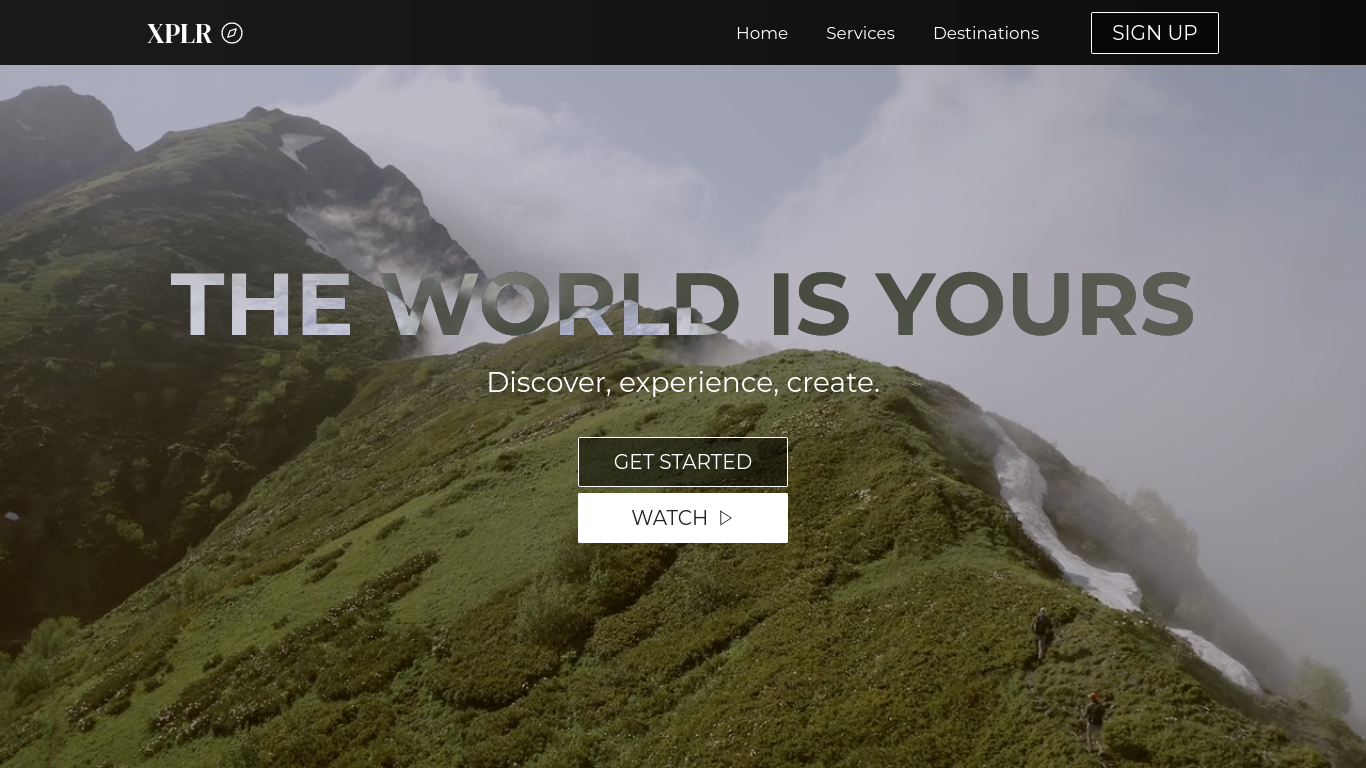 XPLR
Home
Services
Destinations
SIGN UP
THE WORLD IS YOURS
Discover, experience, create.
GET STARTED
WATCH